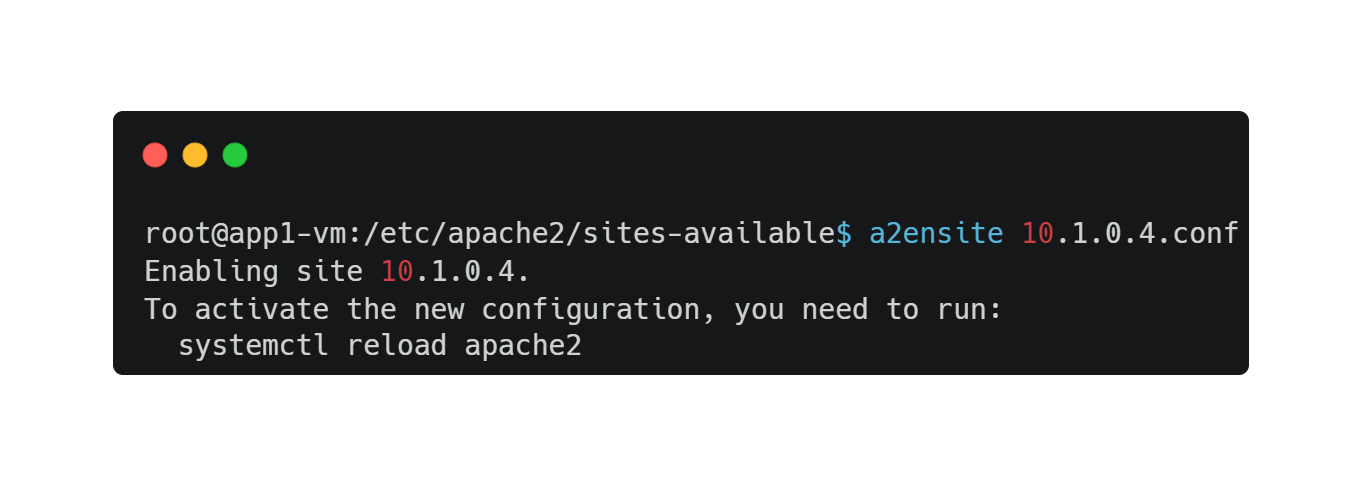 root@app1-vm:/etc/apache2/sites-available$ a2ensite 10.1.0.4.conf
Enabling site 10.1.0.4.
To activate the new configuration, you need to run:
  systemctl reload apache2